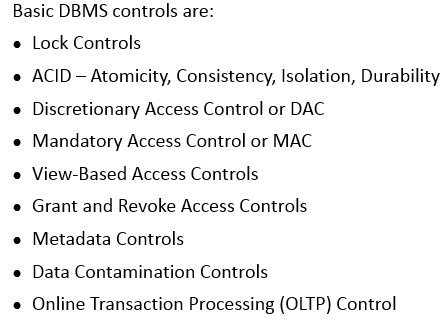 Basic DBMS controls are:
• Lock Controls
• ACID – Atomicity, Consistency, Isolation, Durability
• Discretionary Access Control or DAC
• Mandatory Access Control or MAC
• View-Based Access Controls
• Grant and Revoke Access Controls
• Metadata Controls
• Data Contamination Controls
• Online Transaction Processing (OLTP) Control